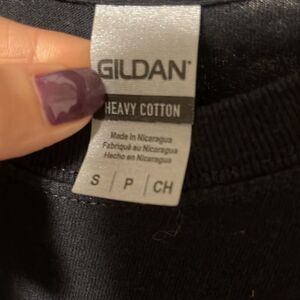 GILDAN
HEAVY COTTON
Made in Nicaragua
Fabriqué au Nicaragua
Hecho en Nicaragua
S | P | CH